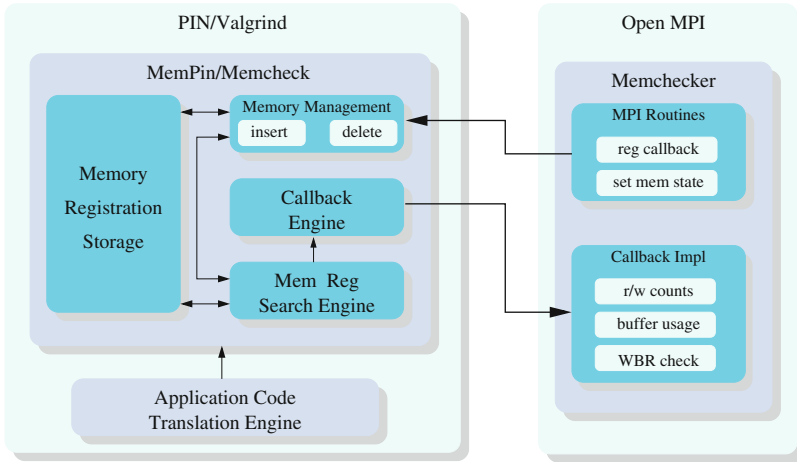 PIN/Valgrind
MemPin/Memcheck
Memory
Registration
Storage
Memory Management
insert delete
Callback
Engine
Mem Reg
Search Engine
Application Code
Translation Engine
Open MPI
Memchecker
MPI Routines
reg callback
set mem state
Callback Impl
r/w counts
buffer usage
WBR check